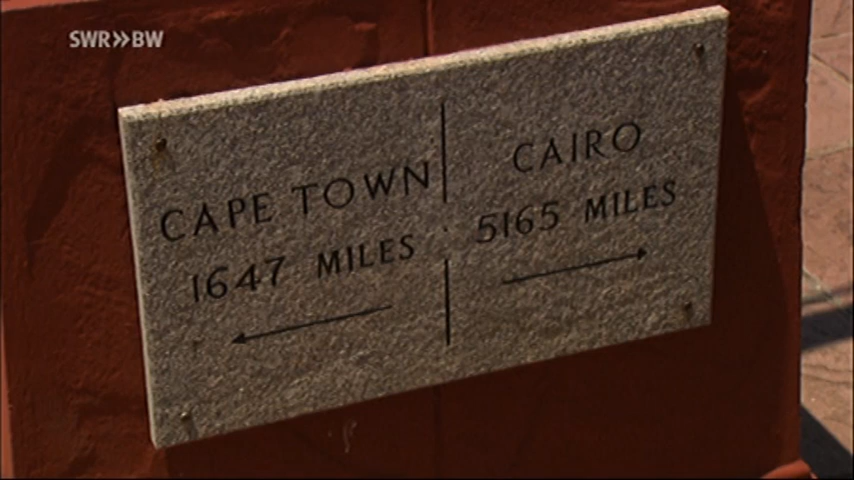 SWR»BW
CAPE TOWN
1647 MILES
CAIRO
5165 MILES